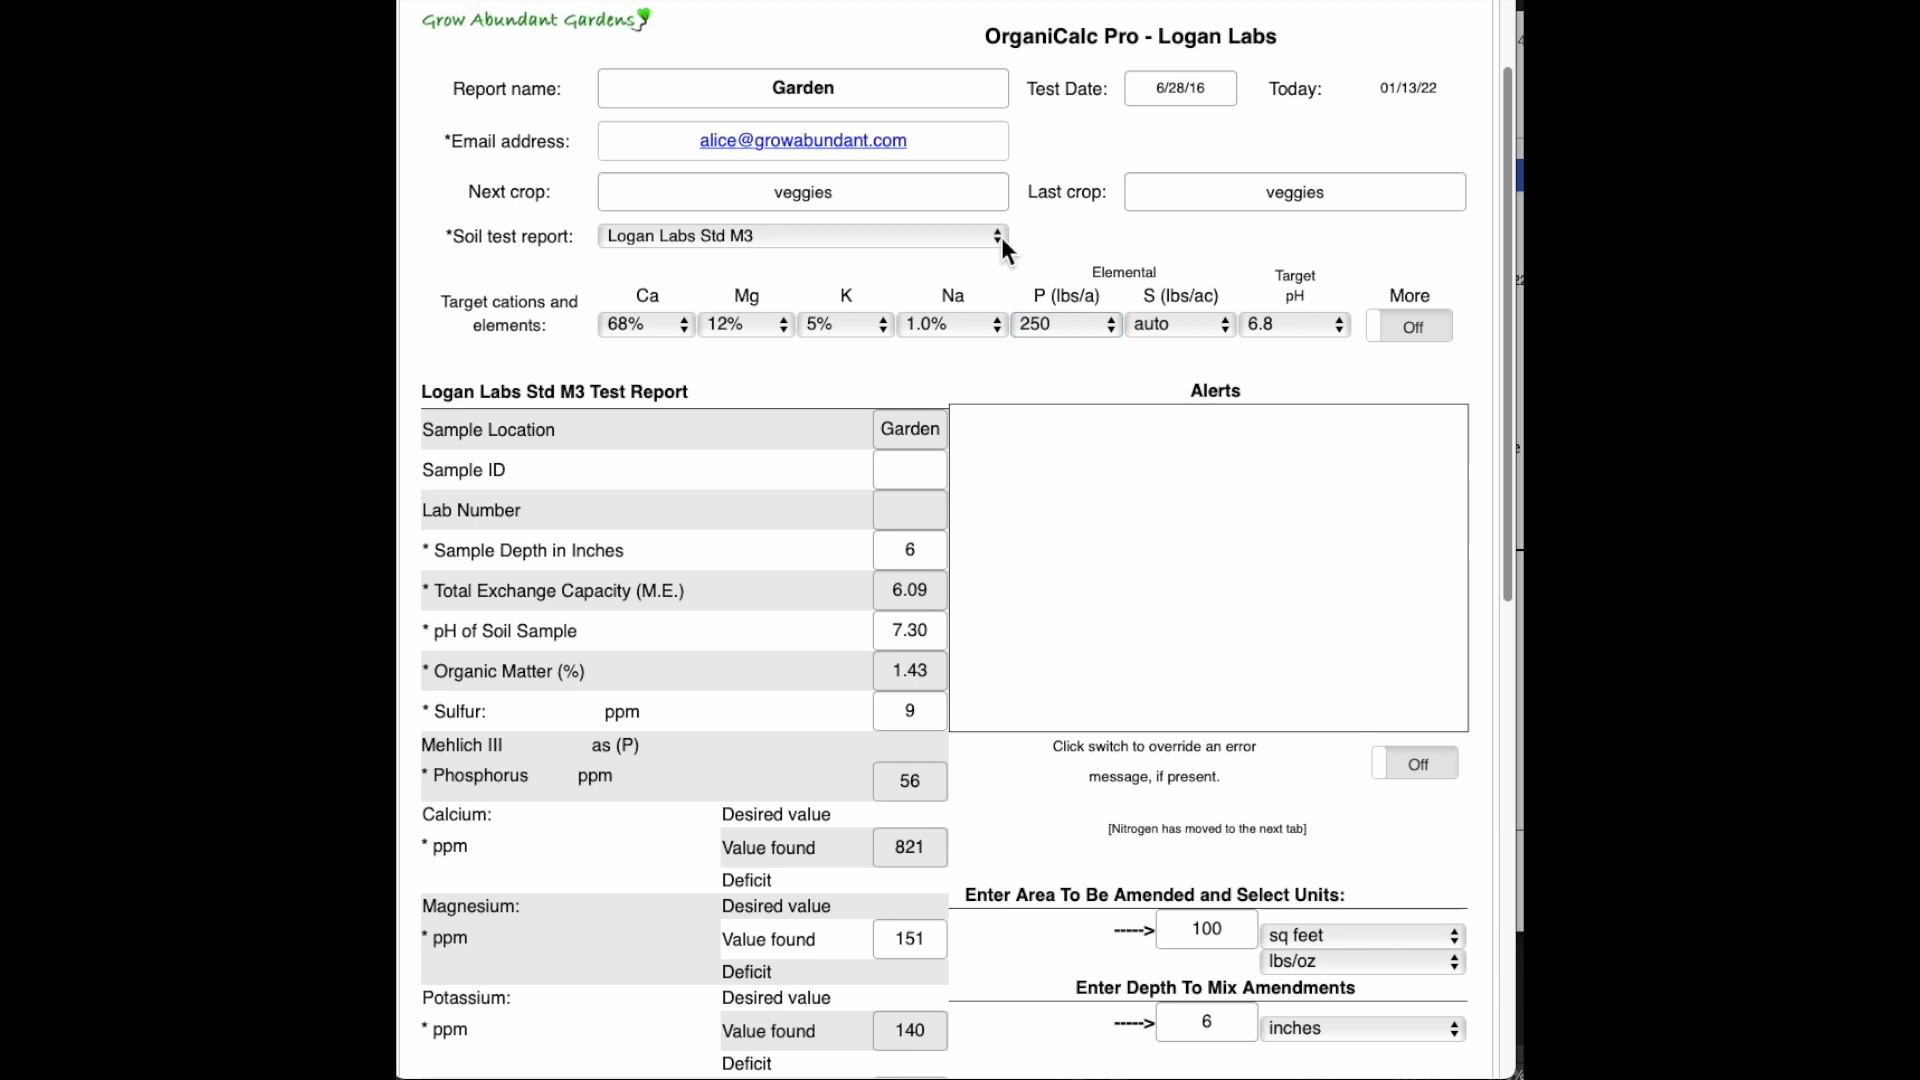 Grow Abundant Gardens
OrganiCalc Pro - Logan Labs
Report name: Garden Test Date: 6/28/16 Today: 01/13/22
*Email address: alice@growabundant.com
Next crop: veggies Last crop: veggies
*Soil test report: Logan Labs Std M3
Elemental Target
Target cations and elements: Ca Mg K Na P (lbs/a) S (lbs/ac) pH More
68% 12% 5% 1.0% 250 auto 6.8 Off
Logan Labs Std M3 Test Report Alerts
Sample Location Garden
Sample ID
Lab Number
* Sample Depth in Inches 6
* Total Exchange Capacity (M.E.) 6.09
* pH of Soil Sample 7.30
* Organic Matter (%) 1.43
* Sulfur: ppm 9
Mehlich III as (P)
* Phosphorus ppm 56
Click switch to override an error
message, if present. Off
[Nitrogen has moved to the next tab]
Calcium: Desired value
* ppm Value found 821
Deficit
Magnesium: Desired value
* ppm Value found 151
Deficit
Potassium: Desired value
* ppm Value found 140
Deficit
Enter Area To Be Amended and Select Units:
-----> 100 sq feet
lbs/oz
Enter Depth To Mix Amendments
-----> 6 inches